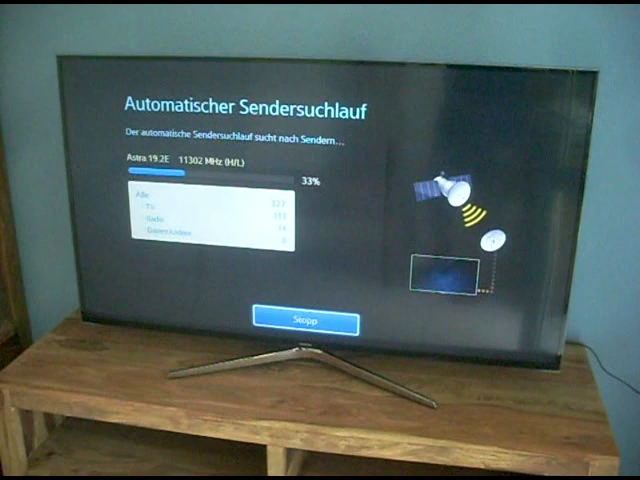 Automatischer Sendersuchlauf
Der automatische Sendersuchlauf sucht nach Sendern...
Astra 19.2E 11302 MHz (H/L)
33%
Alle
TV
Radio
Stopp